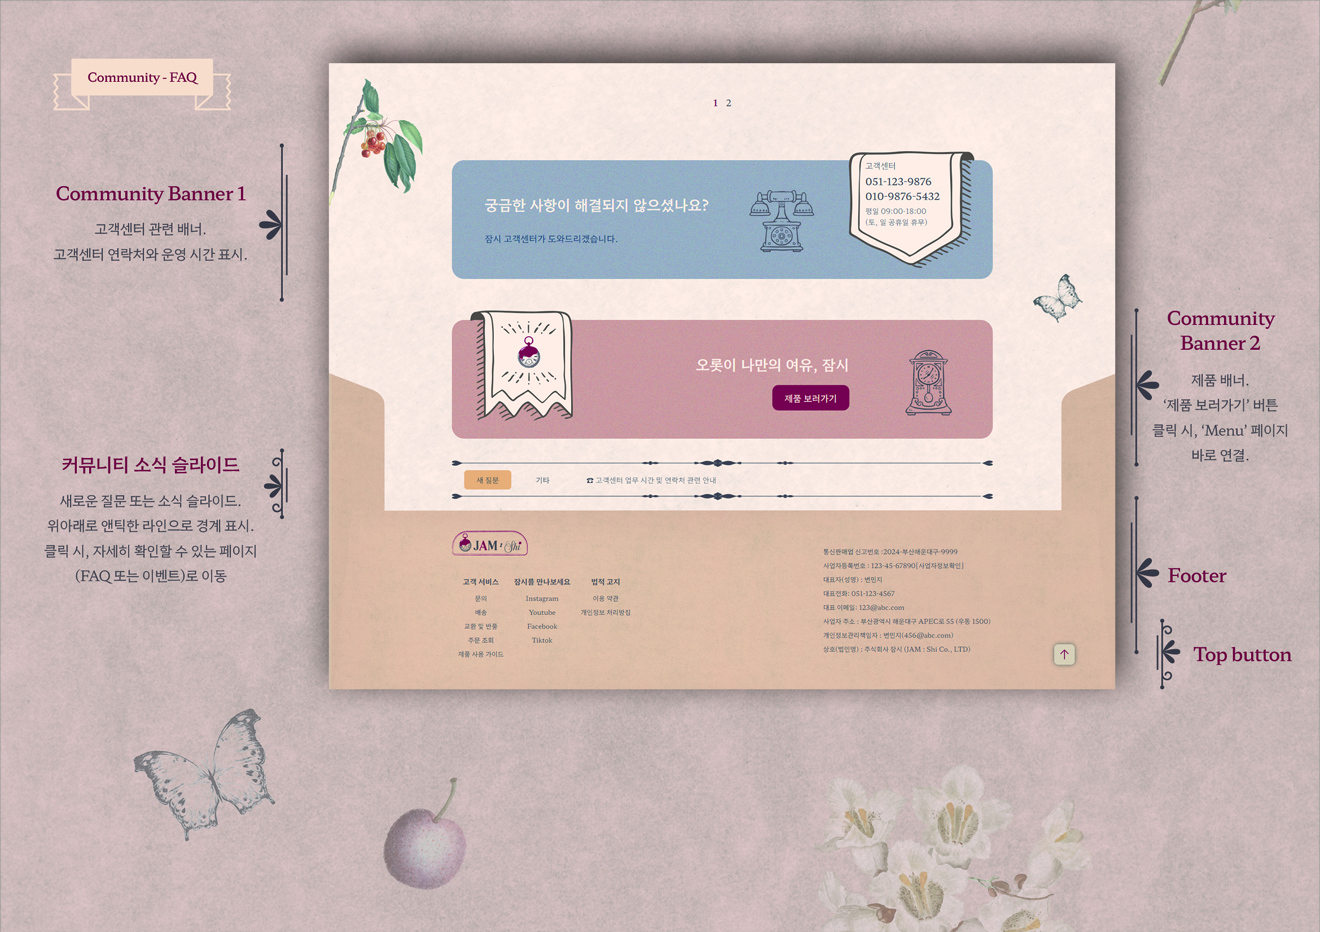 Community - FAQ
Community Banner 1
고객센터 관련 배너.
고객센터 연락처와 운영 시간 표시.
커뮤니티 소식 슬라이드
새로운 질문 또는 소식 슬라이드.
위아래로 앤틱한 라인으로 경계 표시.
클릭 시, 자세히 확인할 수 있는 페이지
(FAQ 또는 이벤트)로 이동
1 2
궁금한 사항이 해결되지 않으셨나요?
잠시 고객센터가 도와드리겠습니다.
고객센터
051-123-9876
010-9876-5432
평일 09:00-18:00
(토, 일 공휴일 휴무)
오롯이 나만의 여유, 잠시
제품 보러가기
새 질문 기타 ☎ 고객센터 업무 시간 및 연락처 관련 안내
JAM : Shi
고객 서비스
문의
배송
교환 및 반품
주문 조회
제품 사용 가이드
잠시를 만나보세요
Instagram
Youtube
Facebook
Tiktok
법적 고지
이용 약관
개인정보 처리방침
통신판매업 신고번호 :2024-부산해운대구-9999
사업자등록번호 : 123-45-67890[사업자정보확인]
대표자(성명) : 변민지
대표전화: 051-123-4567
대표 이메일: 123@abc.com
사업자 주소 : 부산광역시 해운대구 APEC로 55 (우동 1500)
개인정보관리책임자 : 변민지(456@abc.com)
상호(법인명) : 주식회사 잠시 (JAM : Shi Co., LTD)
Community
Banner 2
제품 배너.
‘제품 보러가기’ 버튼
클릭 시, ‘Menu’ 페이지
바로 연결.
Footer
Top button